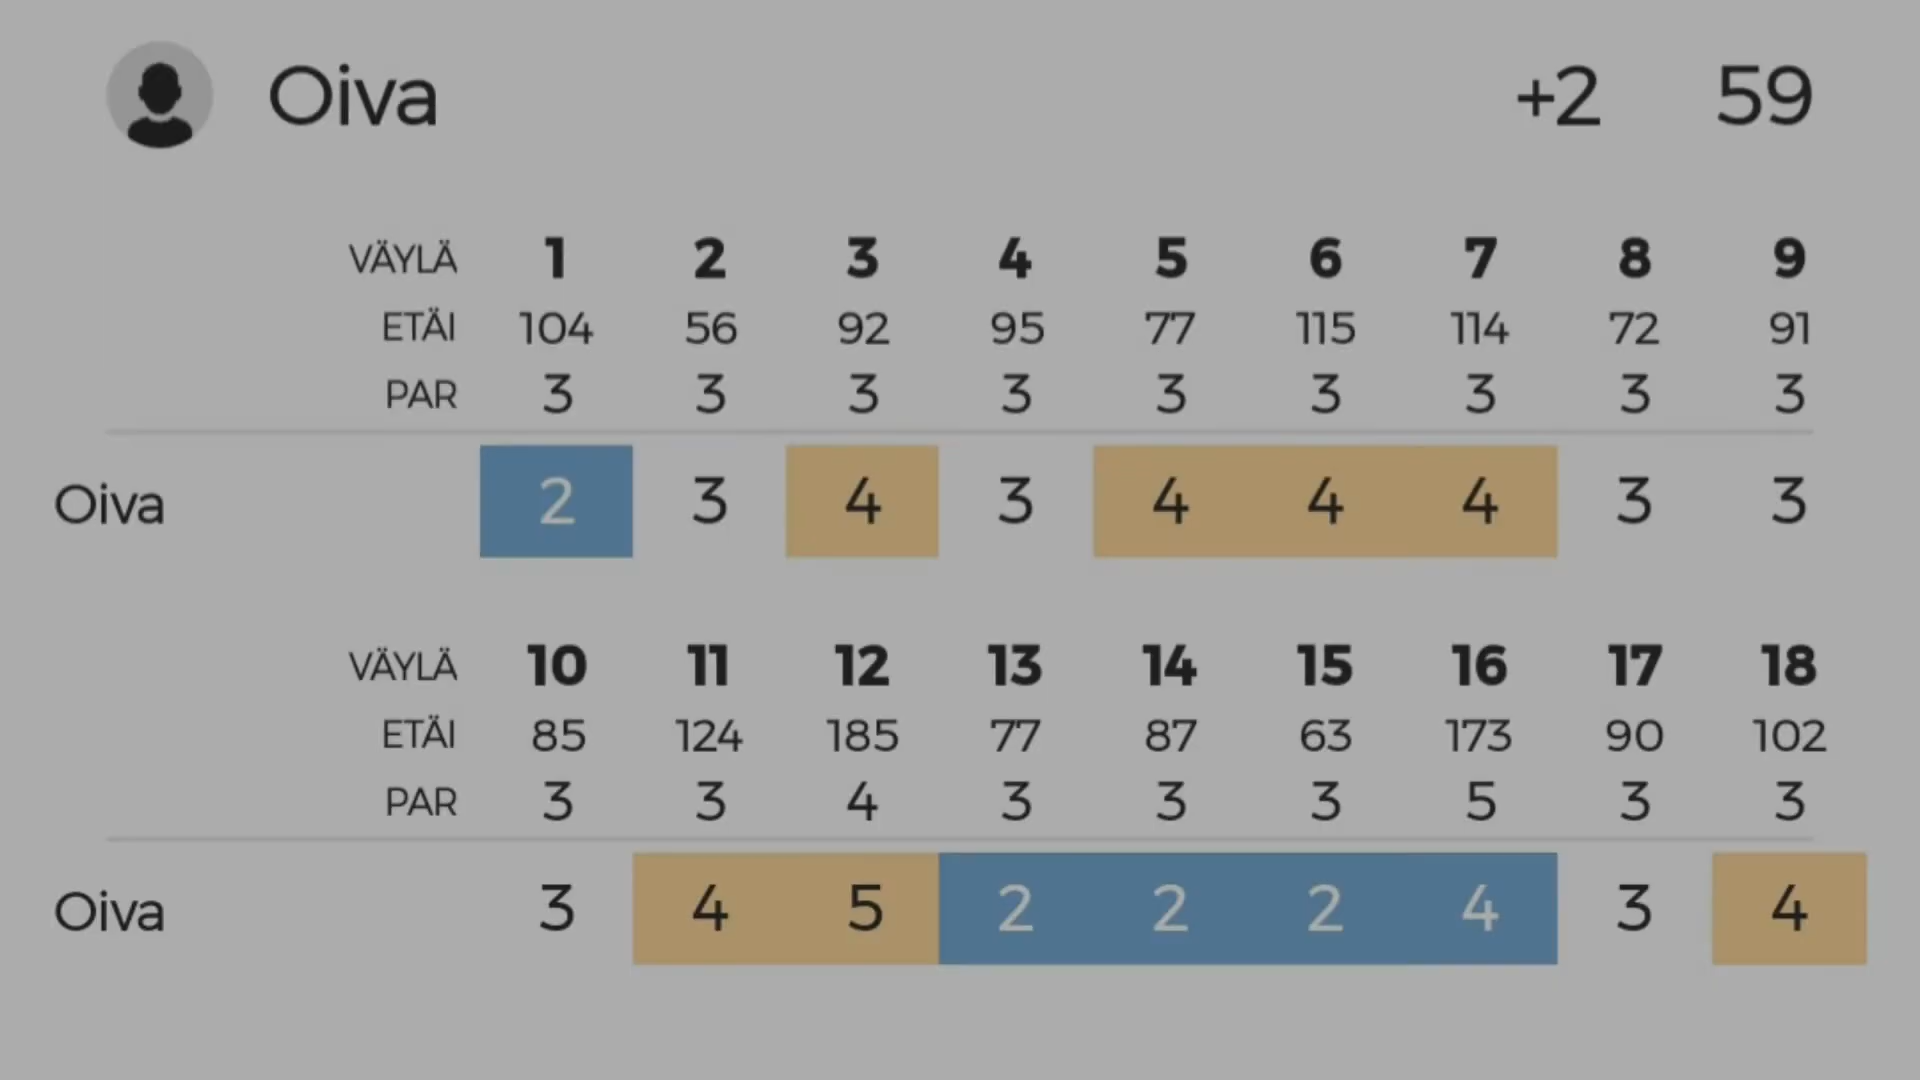 Oiva +2 59
VÄYLÄ 1 2 3 4 5 6 7 8 9
ETÄI 104 56 92 95 77 115 114 72 91
PAR 3 3 3 3 3 3 3 3 3
Oiva 2 3 4 3 4 4 4 3 3
VÄYLÄ 10 11 12 13 14 15 16 17 18
ETÄI 85 124 185 77 87 63 173 90 102
PAR 3 3 4 3 3 3 5 3 3
Oiva 3 4 5 2 2 2 4 3 4